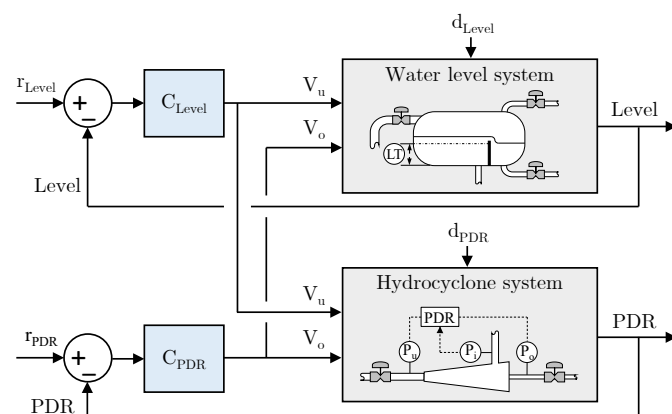 d_Level
r_Level
+
−
C_Level
V_u
V_o
Water level system
LT
Level
Level
d_PDR
Hydrocyclone system
V_u
V_o
PDR
P_u
P_i
P_o
PDR
r_PDR
+
−
C_PDR
PDR